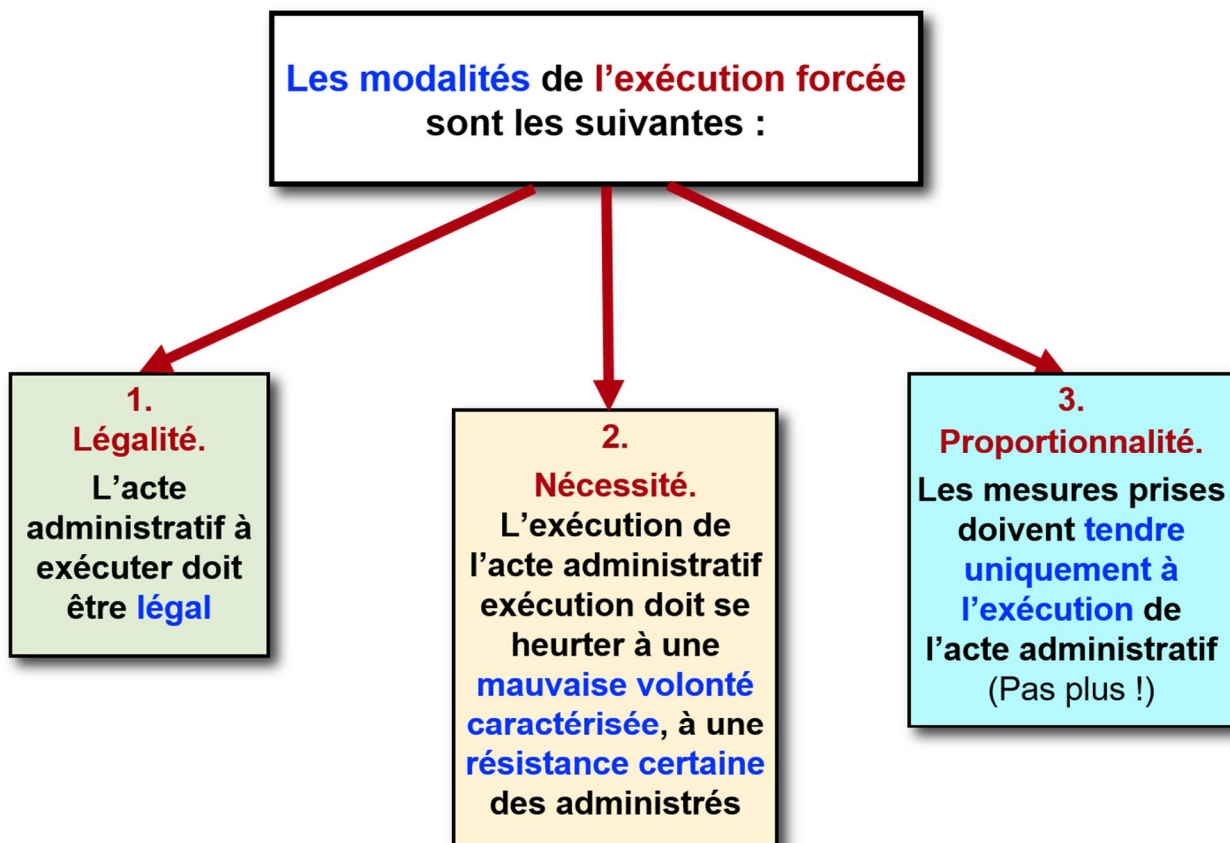 Les modalités de l’exécution forcée
sont les suivantes :
1.
Légalité.
L’acte
administratif à
exécuter doit
être légal
2.
Nécessité.
L’exécution de
l’acte administratif
exécution doit se
heurter à une
mauvaise volonté
caractérisée, à une
résistance certaine
des administrés
3.
Proportionnalité.
Les mesures prises
doivent tendre
uniquement à
l’exécution de
l’acte administratif
(Pas plus !)